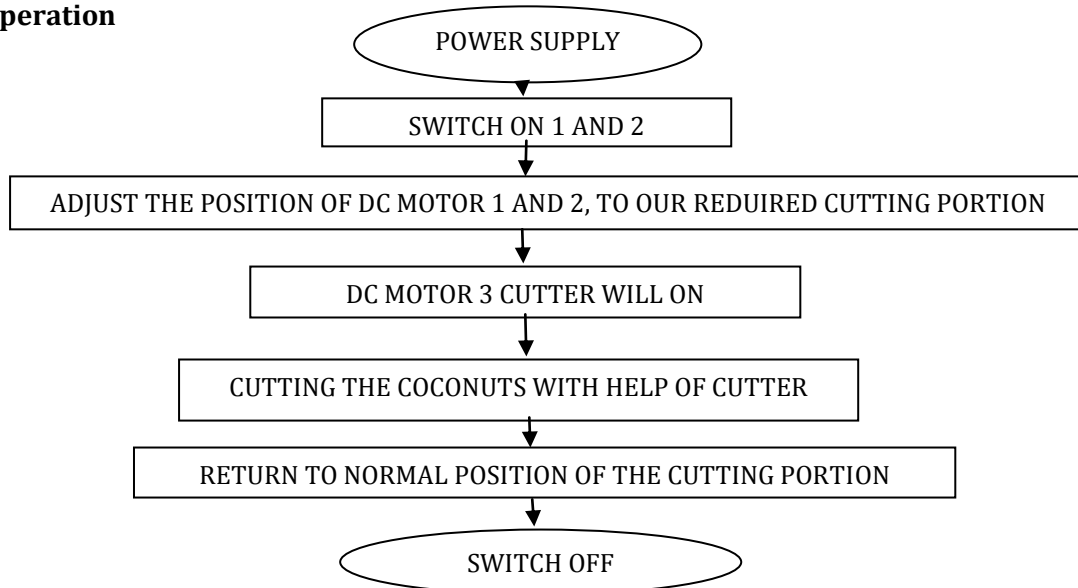 peration
POWER SUPPLY
SWITCH ON 1 AND 2
ADJUST THE POSITION OF DC MOTOR 1 AND 2, TO OUR REDUIRED CUTTING PORTION
DC MOTOR 3 CUTTER WILL ON
CUTTING THE COCONUTS WITH HELP OF CUTTER
RETURN TO NORMAL POSITION OF THE CUTTING PORTION
SWITCH OFF